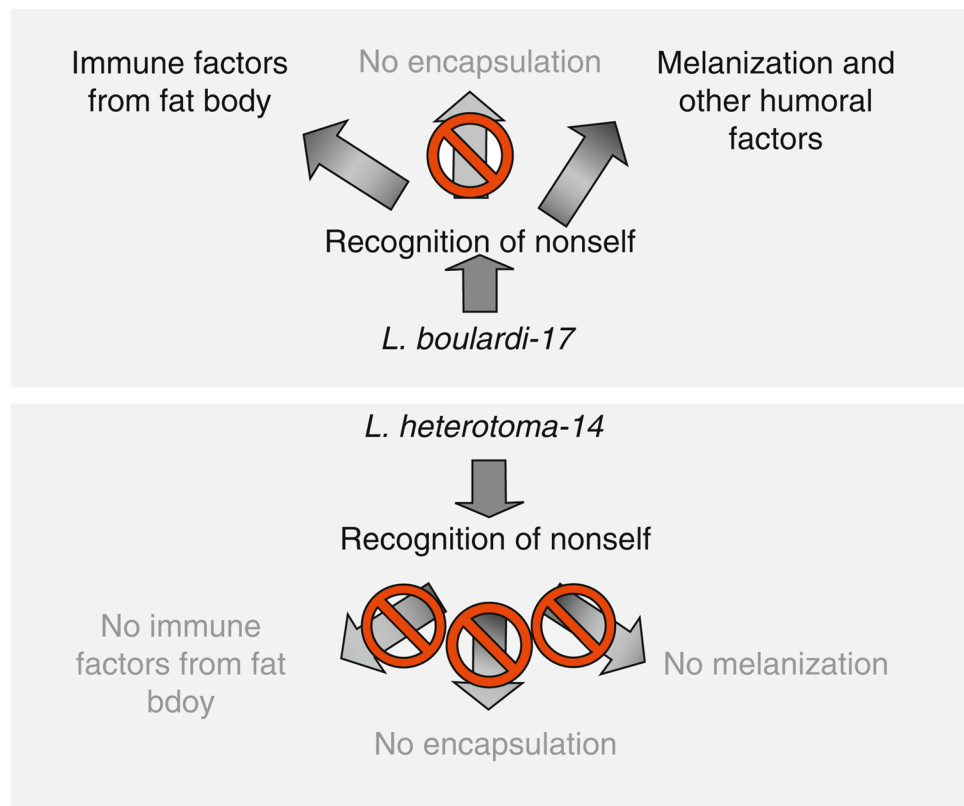 Immune factors
from fat body
No encapsulation
Melanization and
other humoral
factors
Recognition of nonself
L. boulardi-17
L. heterotoma-14
Recognition of nonself
No immune
factors from fat
bdoy
No melanization
No encapsulation